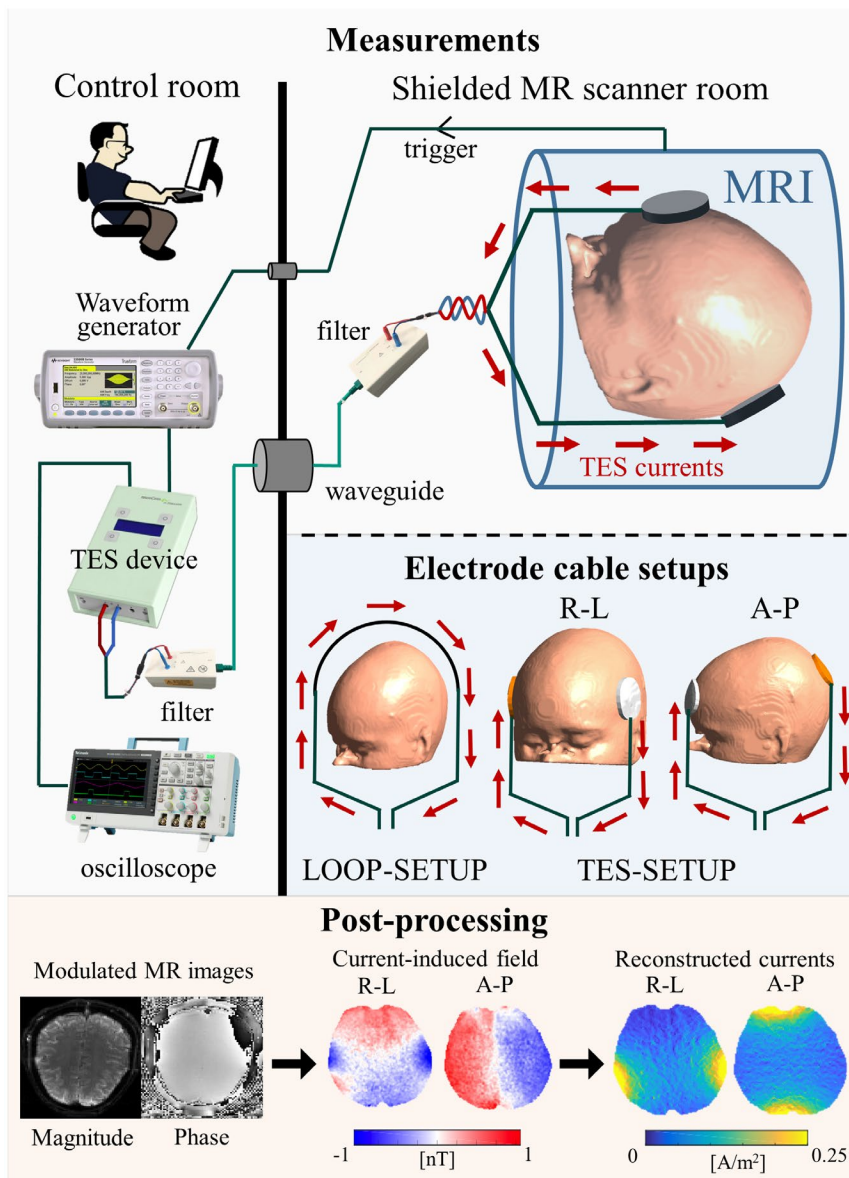 Measurements
Control room
Shielded MR scanner room
trigger
MRI
Waveform
generator
filter
TES currents
waveguide
TES device
filter
oscilloscope
Electrode cable setups
R-L
A-P
LOOP-SETUP
TES-SETUP
Post-processing
Modulated MR images
Current-induced field
Reconstructed currents
R-L
A-P
R-L
A-P
Magnitude
Phase
-1
[nT]
1
0
[A/m²]
0.25